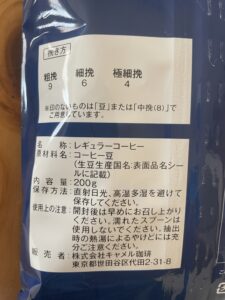 挽き方
粗挽 細挽 極細挽
9 6 4
※印のないものは「豆」または「中挽(8)」で
ご用意しています。
名称:レギュラーコーヒー
原材料名:コーヒー豆
(生豆生産国名:表面品名シー
ルに記載)
内容量:200g
保存方法:直射日光、高温多湿を避けて
保存してください。
使用上の注意:開封後は早めにお召し上がり
ください。濡れたスプーンは
使用しないでください。抽出
時の熱湯によるやけどには充
分ご注意ください。
販売者:株式会社キャメル珈琲
東京都世田谷区代田2-31-8